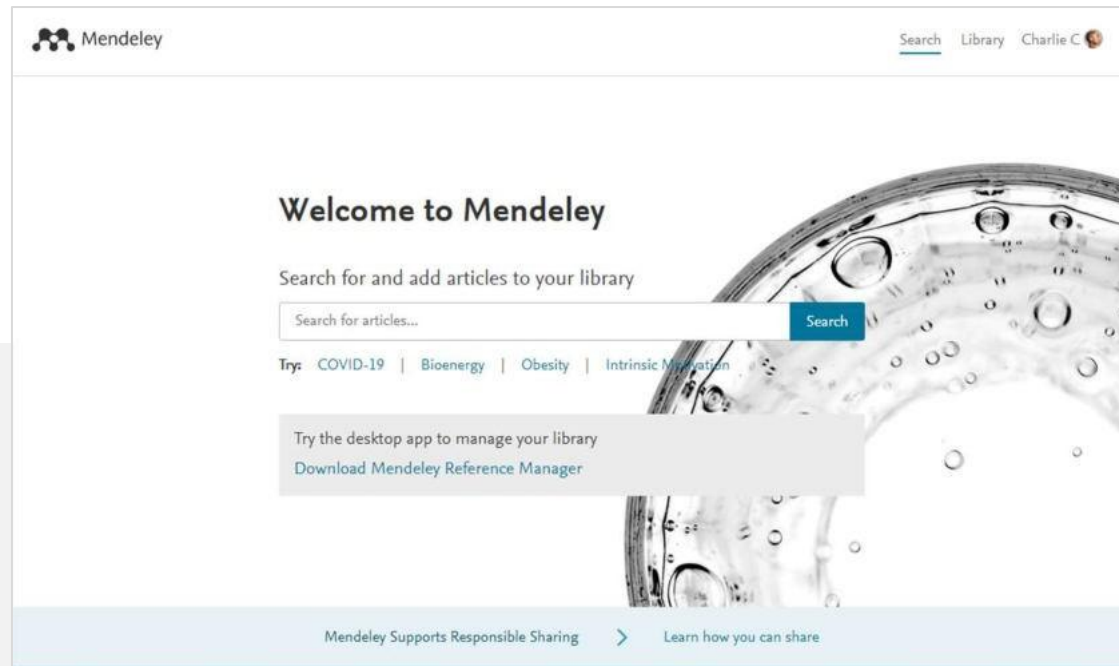 Mendeley
Search Library Charlie C
Welcome to Mendeley
Search for and add articles to your library
Search for articles...
Search
Try: COVID-19 | Bioenergy | Obesity | Intrinsic Motivation
Try the desktop app to manage your library
Download Mendeley Reference Manager
Mendeley Supports Responsible Sharing > Learn how you can share